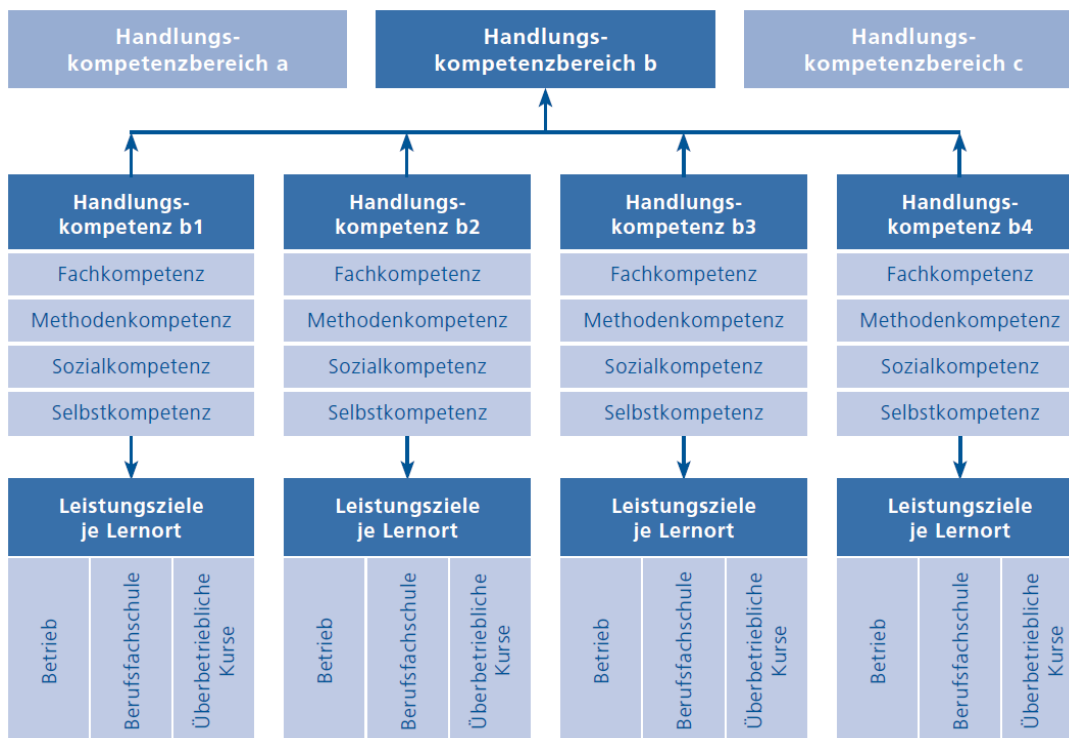 Handlungs-
kompetenzbereich a
Handlungs-
kompetenzbereich b
Handlungs-
kompetenzbereich c
Handlungs-
kompetenz b1
Fachkompetenz
Methodenkompetenz
Sozialkompetenz
Selbstkompetenz
Leistungsziele
je Lernort
Betrieb
Berufsfachschule
Überbetriebliche
Kurse
Handlungs-
kompetenz b2
Fachkompetenz
Methodenkompetenz
Sozialkompetenz
Selbstkompetenz
Leistungsziele
je Lernort
Betrieb
Berufsfachschule
Überbetriebliche
Kurse
Handlungs-
kompetenz b3
Fachkompetenz
Methodenkompetenz
Sozialkompetenz
Selbstkompetenz
Leistungsziele
je Lernort
Betrieb
Berufsfachschule
Überbetriebliche
Kurse
Handlungs-
kompetenz b4
Fachkompetenz
Methodenkompetenz
Sozialkompetenz
Selbstkompetenz
Leistungsziele
je Lernort
Betrieb
Berufsfachschule
Überbetriebliche
Kurse